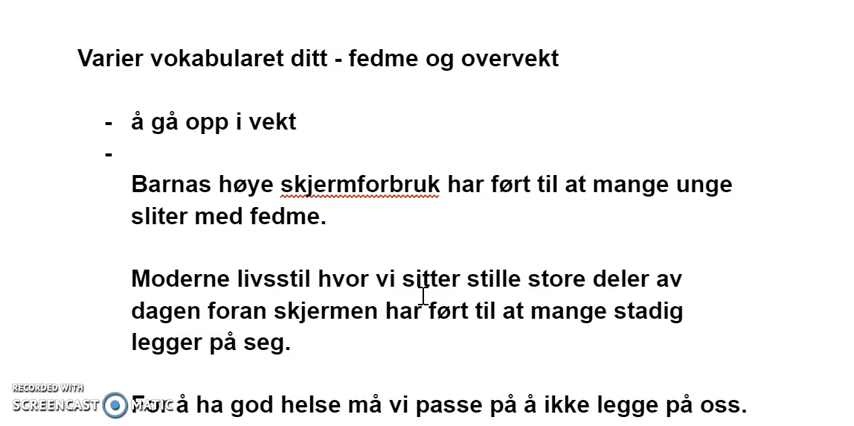 Varier vokabularet ditt - fedme og overvekt
- å gå opp i vekt
-
Barnas høye skjermforbruk har ført til at mange unge
sliter med fedme.
Moderne livsstil hvor vi sitter stille store deler av
dagen foran skjermen har ført til at mange stadig
legger på seg.
For å ha god helse må vi passe på å ikke legge på oss.
RECORDED WITH
SCREENCAST MATIC